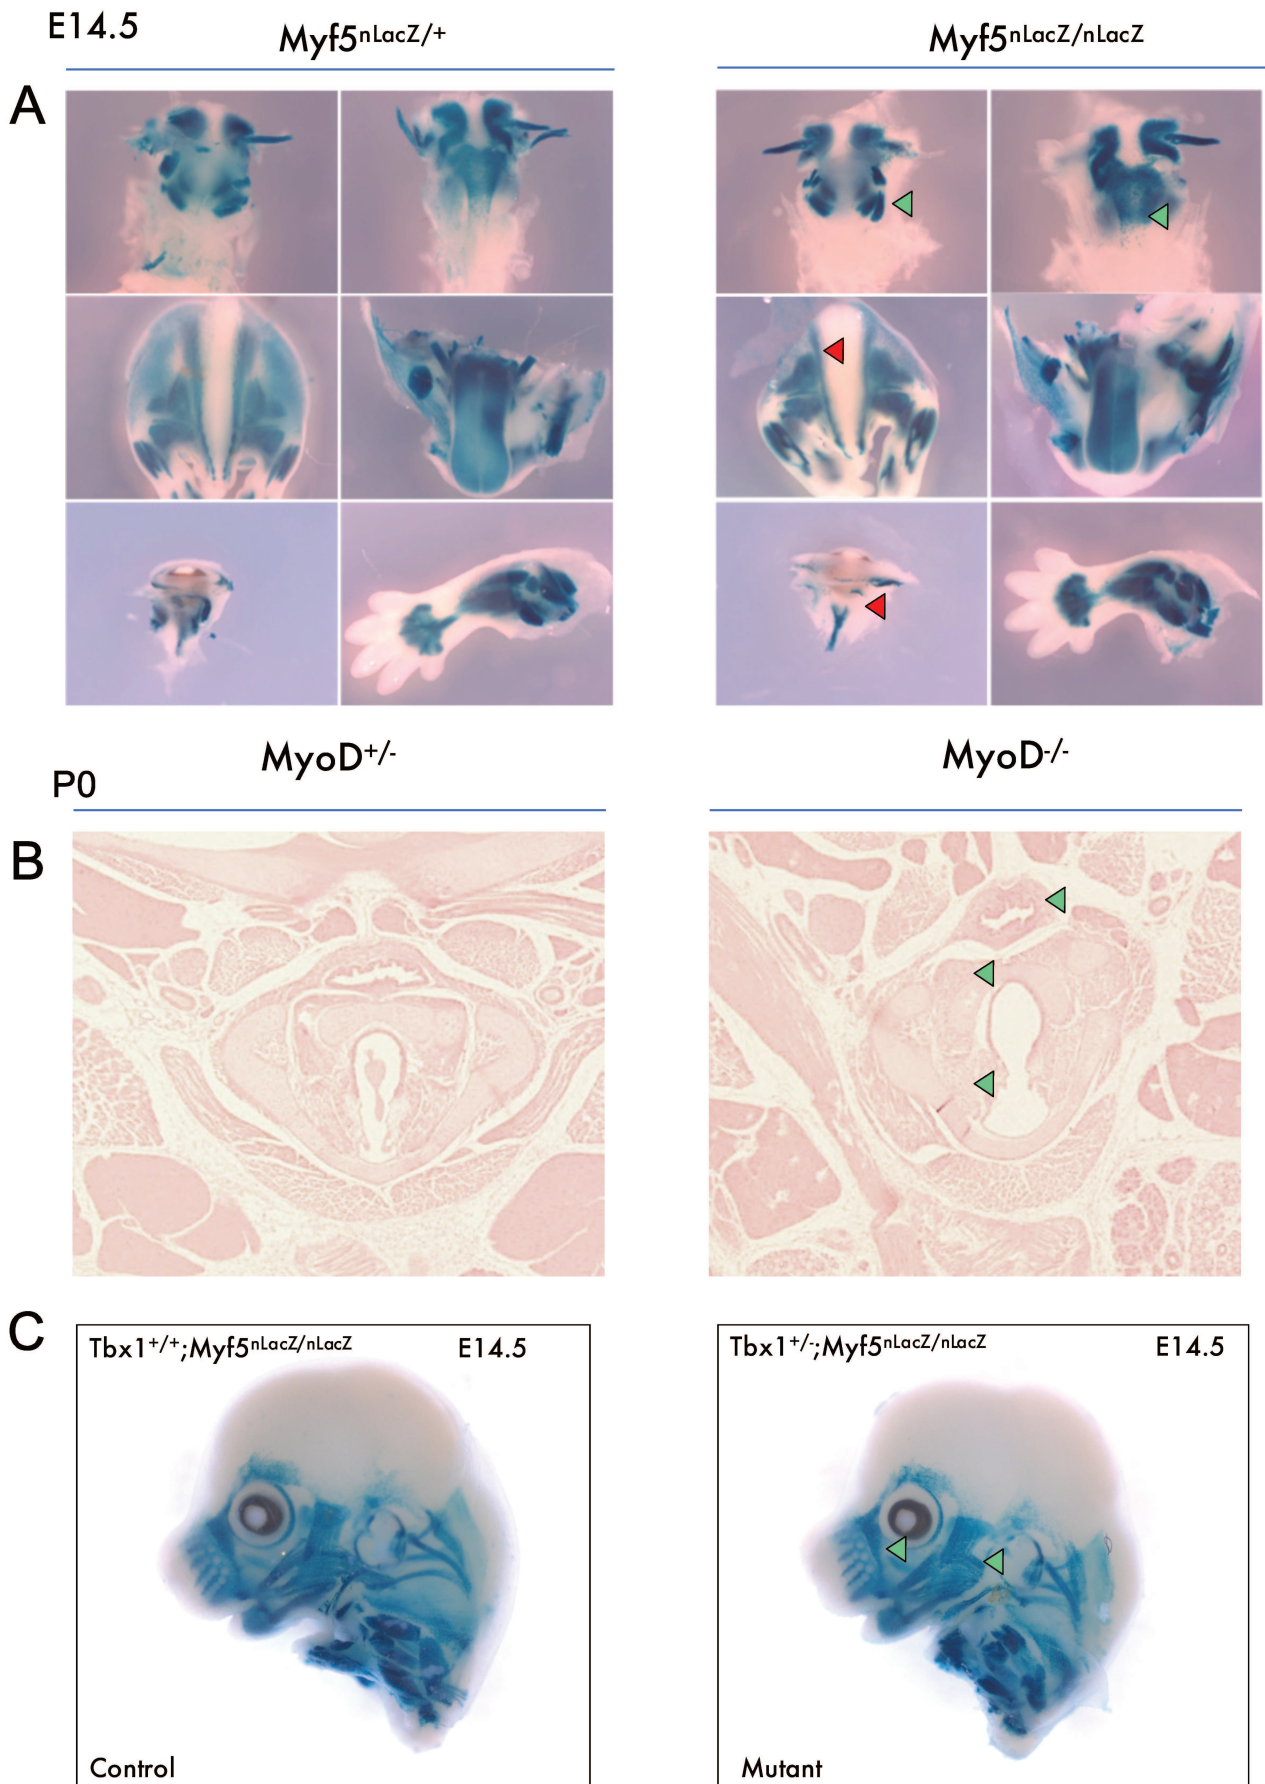 E14.5
Myf5nLacZ/+
Myf5nLacZ/nLacZ
A
MyoD+/-
MyoD-/-
P0
B
C
Tbx1+/+;Myf5nLacZ/nLacZ E14.5
Tbx1+/-;Myf5nLacZ/nLacZ E14.5
Control
Mutant